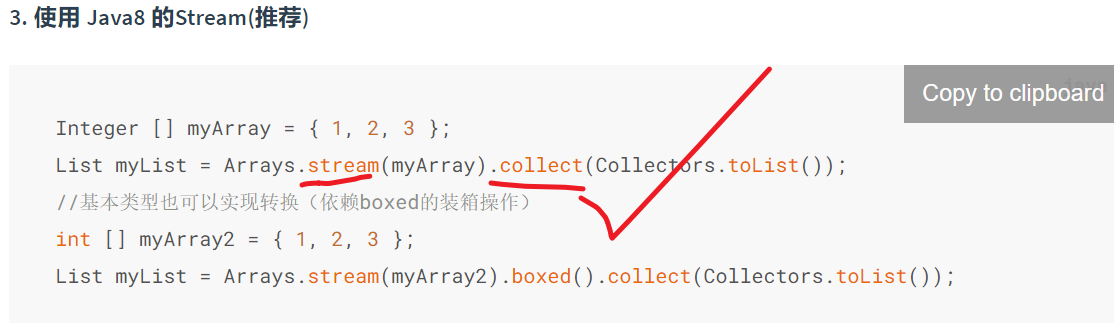 3. 使用 Java8 的Stream(推荐)
Copy to clipboard
Integer [] myArray = { 1, 2, 3 };
List myList = Arrays.stream(myArray).collect(Collectors.toList());
//基本类型也可以实现转换（依赖boxed的装箱操作）
int [] myArray2 = { 1, 2, 3 };
List myList = Arrays.stream(myArray2).boxed().collect(Collectors.toList());